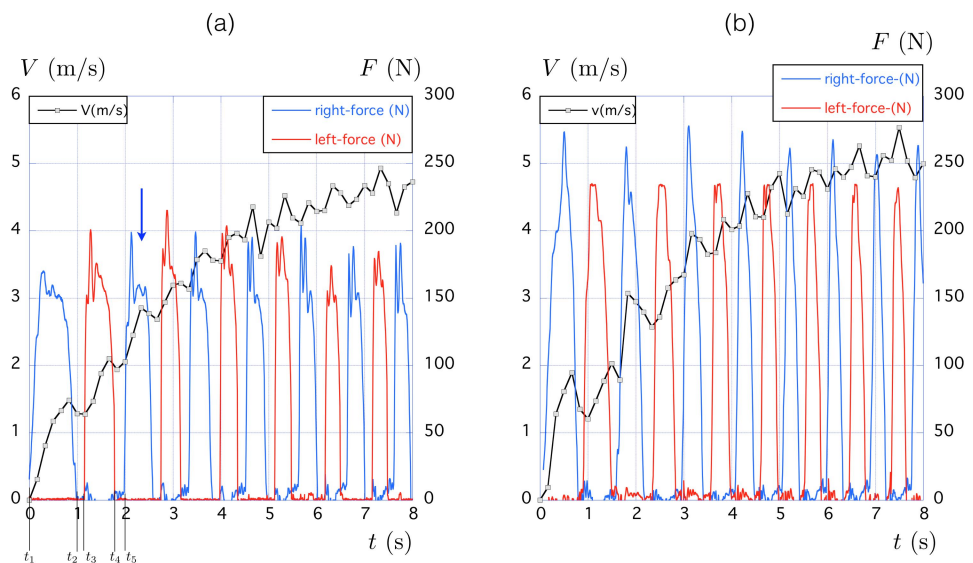 (a)
V (m/s)
F (N)
V(m/s)
right-force (N)
left-force (N)
6
5
4
3
2
1
0
300
250
200
150
100
50
0
0 1 2 3 4 5 6 7 8
t (s)
t1 t2 t3 t4 t5
(b)
V (m/s)
F (N)
v(m/s)
right-force-(N)
left-force-(N)
6
5
4
3
2
1
0
300
250
200
150
100
50
0
0 1 2 3 4 5 6 7 8
t (s)